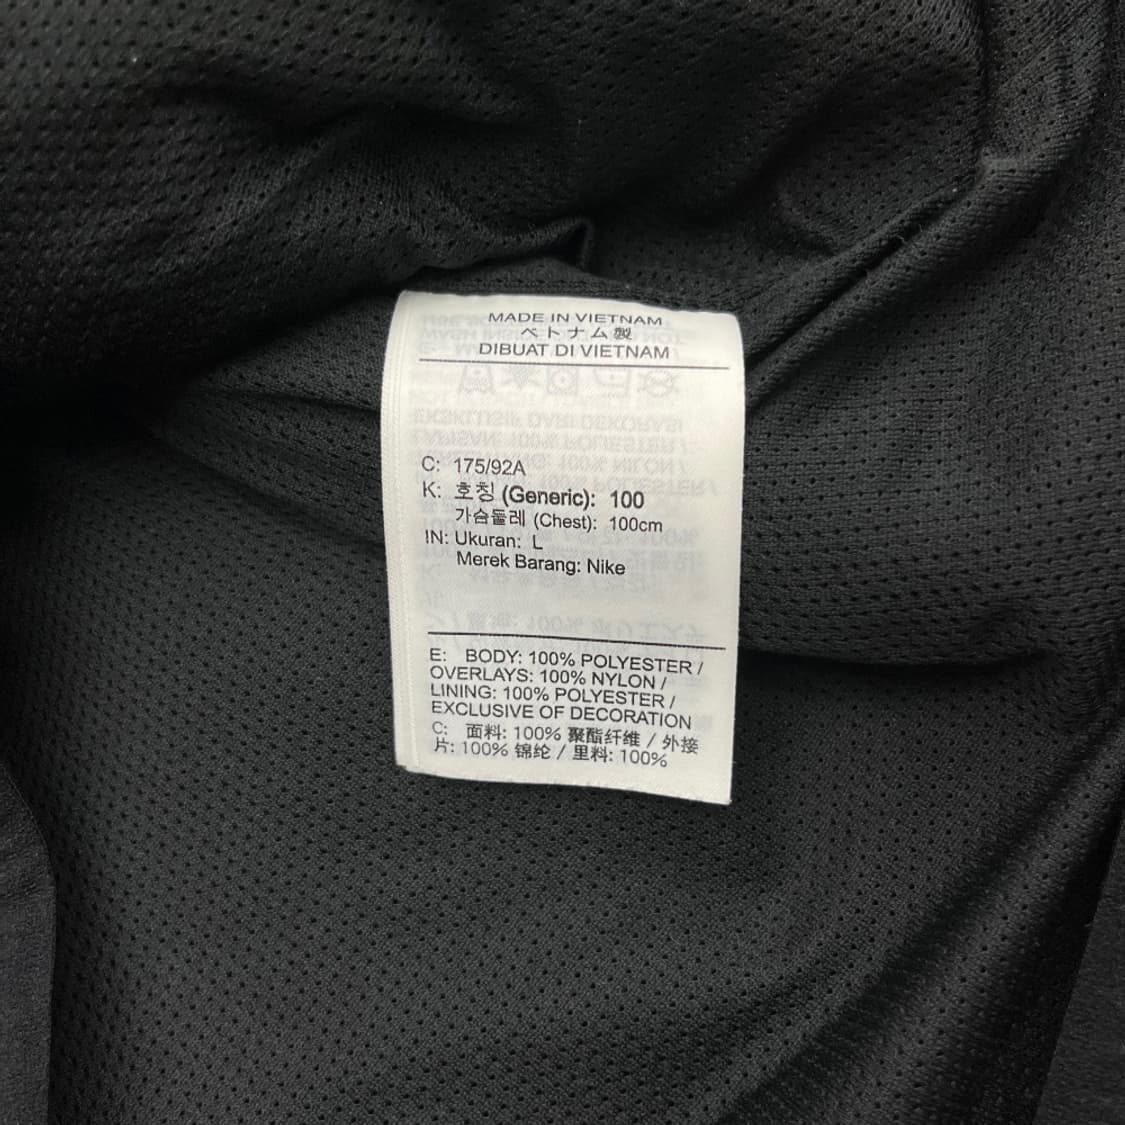 MADE IN VIETNAM
ベトナム製
DIBUAT DI VIETNAM
C: 175/92A
K: 호칭 (Generic): 100
가슴둘레 (Chest): 100cm
IN: Ukuran: L
Merek Barang: Nike
E: BODY: 100% POLYESTER /
OVERLAYS: 100% NYLON /
LINING: 100% POLYESTER /
EXCLUSIVE OF DECORATION
C: 面料: 100% 聚酯纤维 / 外接
片: 100% 锦纶 / 里料: 100%